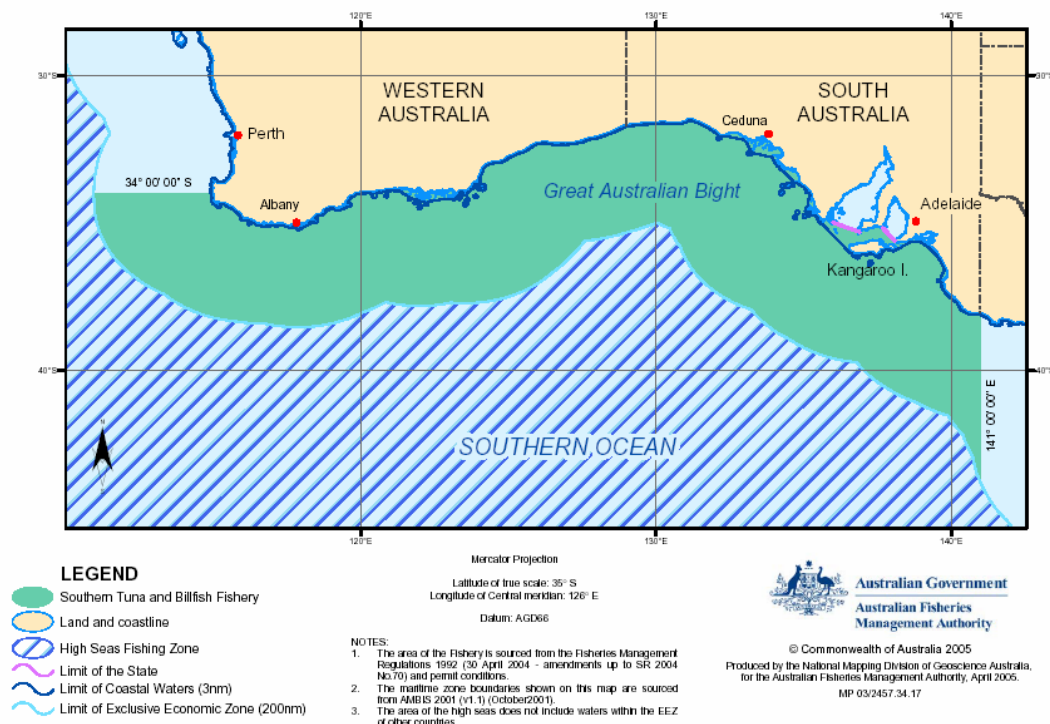 120°E
130°E
140°E
30°S
30°S
WESTERN
AUSTRALIA
SOUTH
AUSTRALIA
Ceduna
Perth
34° 00' 00" S
Great Australian Bight
Albany
Adelaide
Kangaroo I.
40°S
40°S
141° 00' 00" E
N
SOUTHERN OCEAN
120°E
130°E
140°E
LEGEND
Southern Tuna and Billfish Fishery
Land and coastline
High Seas Fishing Zone
Limit of the State
Limit of Coastal Waters (3nm)
Limit of Exclusive Economic Zone (200nm)
Mercator Projection
Latitude of true scale: 35° S
Longitude of Central meridian: 126° E
Datum: AGD66
NOTES:
1. The area of the Fishery is sourced from the Fisheries Management
Regulations 1992 (30 April 2004 - amendments up to SR 2004
No.70) and permit conditions.
2. The maritime zone boundaries shown on this map are sourced
from AMBIS 2001 (v1.1) (October2001).
3. The area of the high seas does not include waters within the EEZ
of other countries.
Australian Government
Australian Fisheries
Management Authority
© Commonwealth of Australia 2005
Produced by the National Mapping Division of Geoscience Australia,
for the Australian Fisheries Management Authority, April 2005.
MP 03/2457.34.17